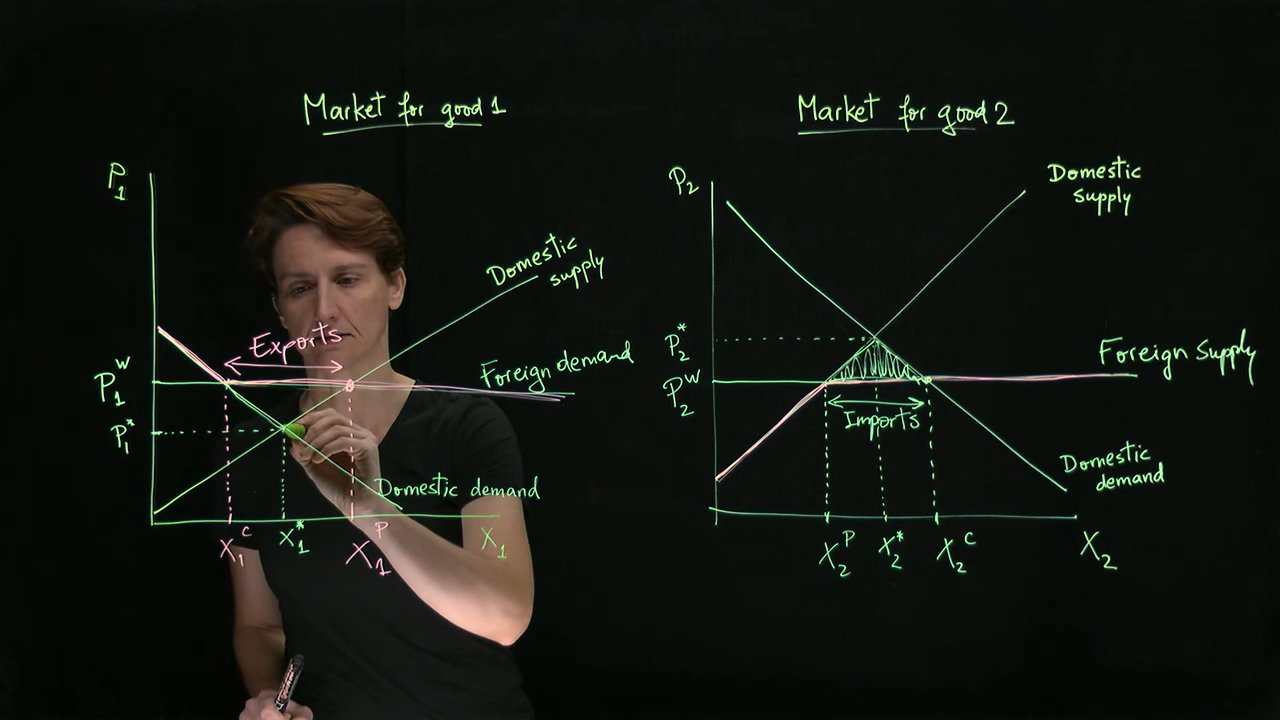 Market for good 1
P₁
Domestic
supply
Exports
Foreign demand
P₁ᵂ
P₁*
Domestic demand
X₁ᶜ
X₁*
X₁ᴾ
X₁
Market for good 2
P₂
Domestic
supply
P₂*
Foreign Supply
P₂ᵂ
Imports
Domestic
demand
X₂ᴾ
X₂*
X₂ᶜ
X₂